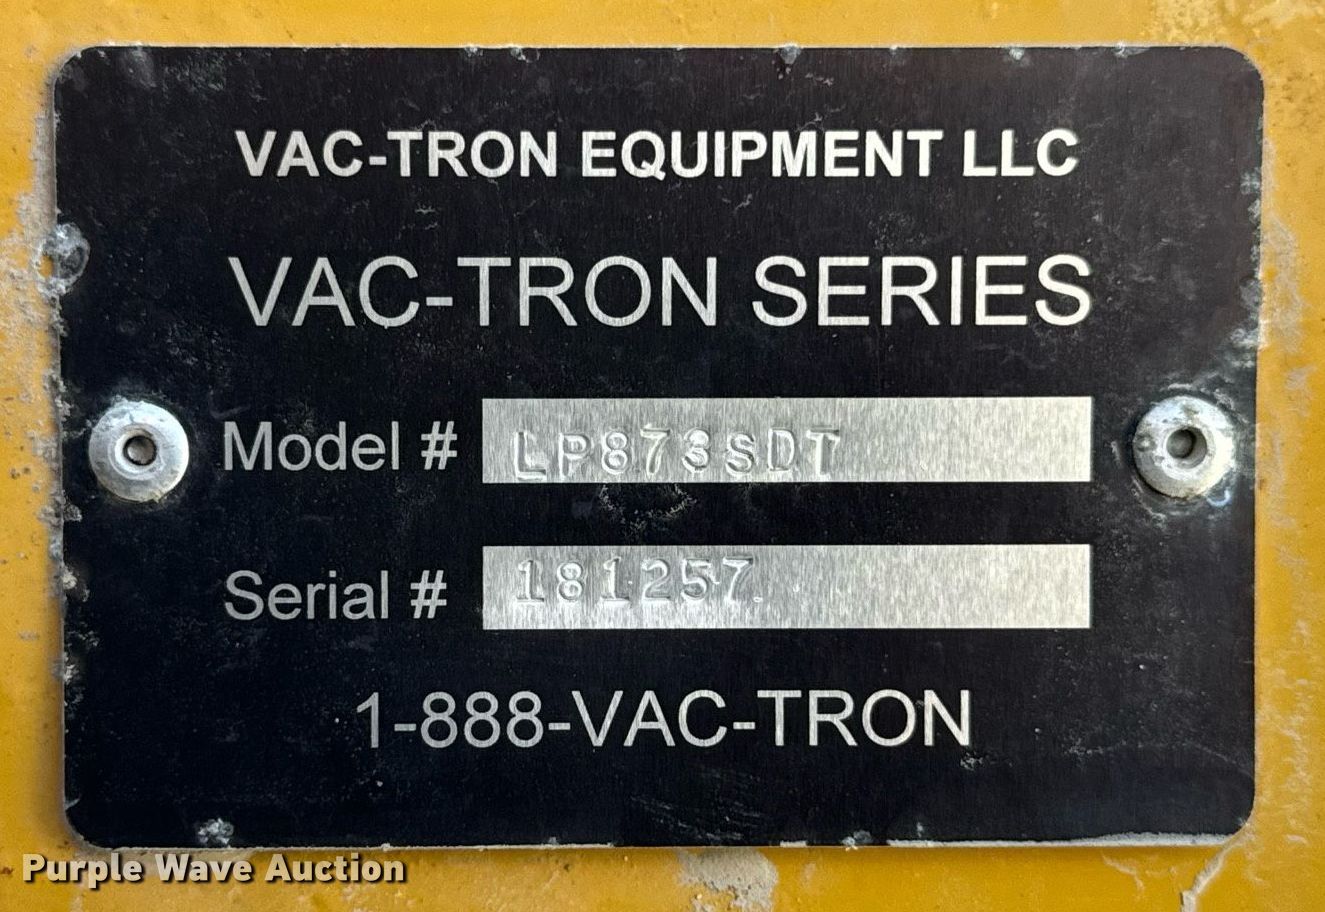 VAC-TRON EQUIPMENT LLC
VAC-TRON SERIES
Model # LP873SDT
Serial # 181257
1-888-VAC-TRON
Purple Wave Auction